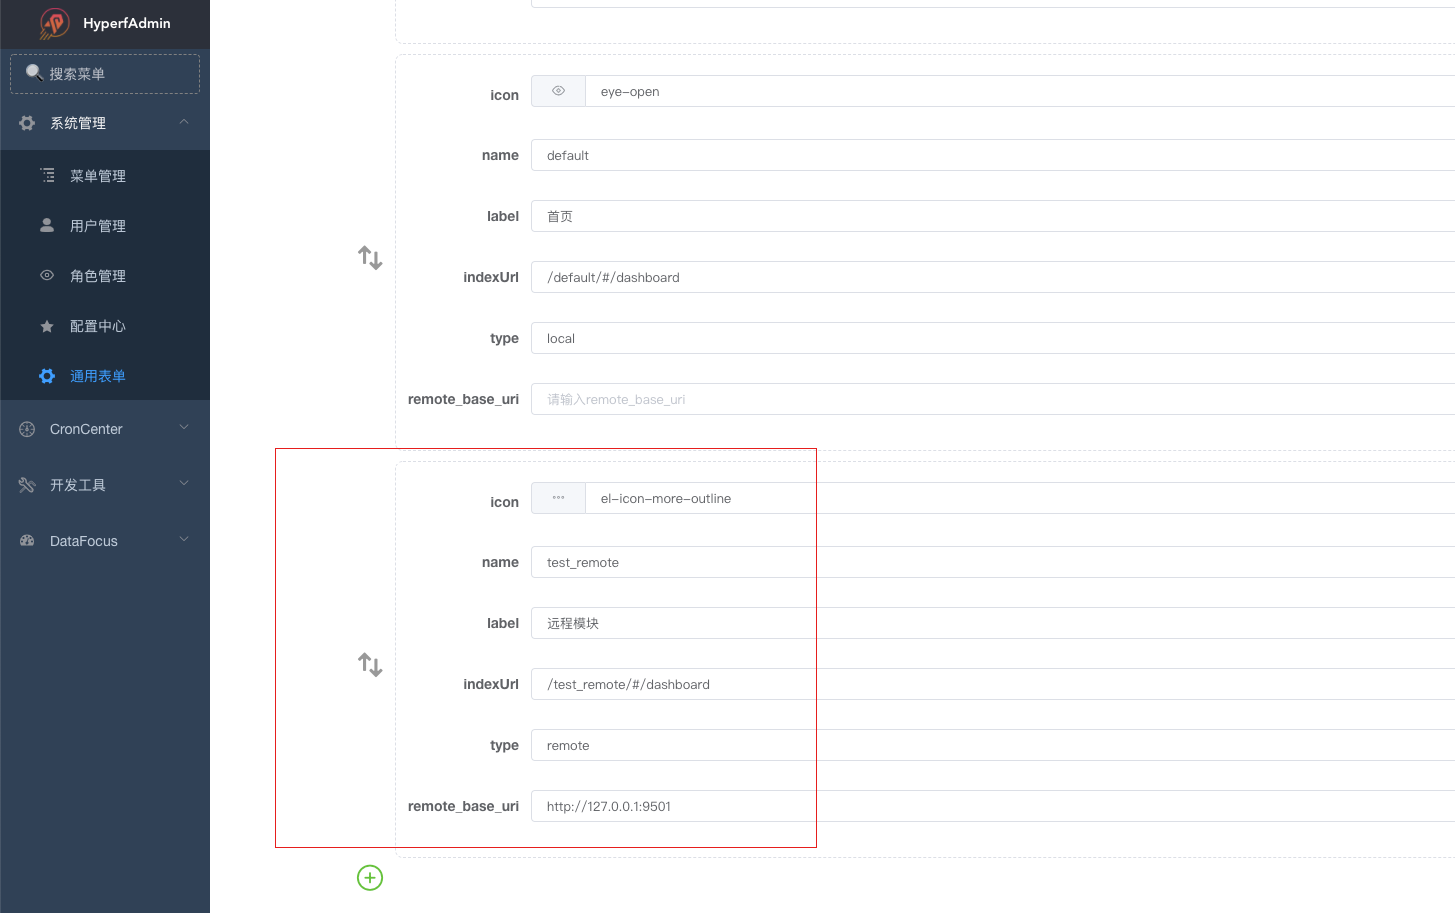 HyperfAdmin
搜索菜单
系统管理
菜单管理
用户管理
角色管理
配置中心
通用表单
CronCenter
开发工具
DataFocus
icon eye-open
name default
label 首页
indexUrl /default/#/dashboard
type local
remote_base_uri 请输入remote_base_uri
icon el-icon-more-outline
name test_remote
label 远程模块
indexUrl /test_remote/#/dashboard
type remote
remote_base_uri http://127.0.0.1:9501